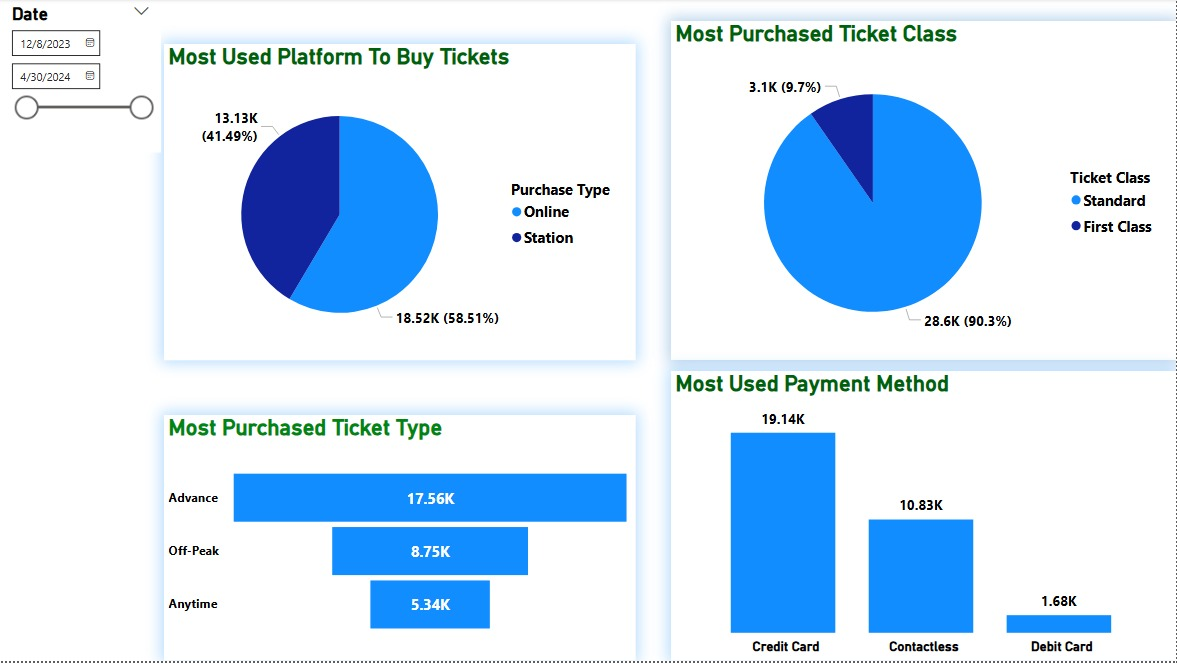 Date
12/8/2023
4/30/2024
Most Used Platform To Buy Tickets
13.13K
(41.49%)
18.52K (58.51%)
Purchase Type
Online
Station
Most Purchased Ticket Class
3.1K (9.7%)
28.6K (90.3%)
Ticket Class
Standard
First Class
Most Purchased Ticket Type
Advance 17.56K
Off-Peak 8.75K
Anytime 5.34K
Most Used Payment Method
19.14K
10.83K
1.68K
Credit Card Contactless Debit Card